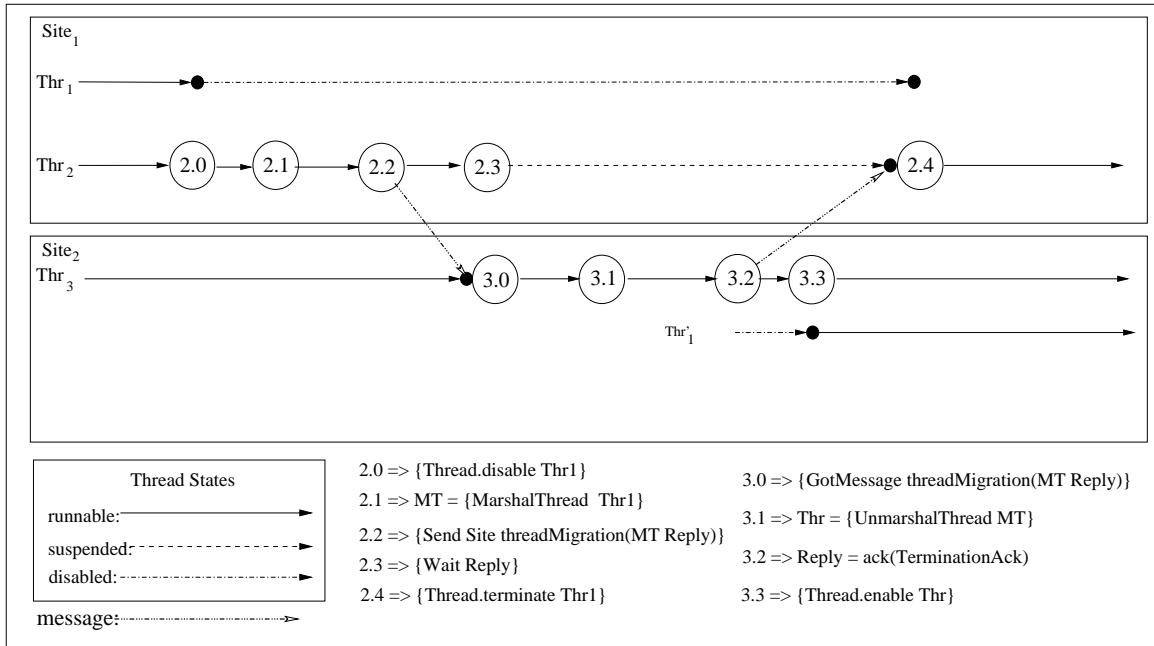 Site1
Thr1
Thr2 2.0 2.1 2.2 2.3 2.4
Site2
Thr3 3.0 3.1 3.2 3.3
Thr'1
Thread States
runnable:
suspended:
disabled:
message:
2.0 => {Thread.disable Thr1}
2.1 => MT = {MarshalThread Thr1}
2.2 => {Send Site threadMigration(MT Reply)}
2.3 => {Wait Reply}
2.4 => {Thread.terminate Thr1}
3.0 => {GotMessage threadMigration(MT Reply)}
3.1 => Thr = {UnmarshalThread MT}
3.2 => Reply = ack(TerminationAck)
3.3 => {Thread.enable Thr}